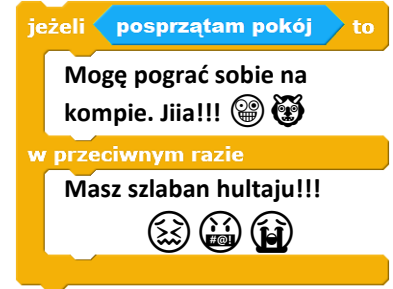 jeżeli posprzątam pokój to
Mogę pograć sobie na
kompie. Jiia!!!
w przeciwnym razie
Masz szlaban hultaju!!!
#@!